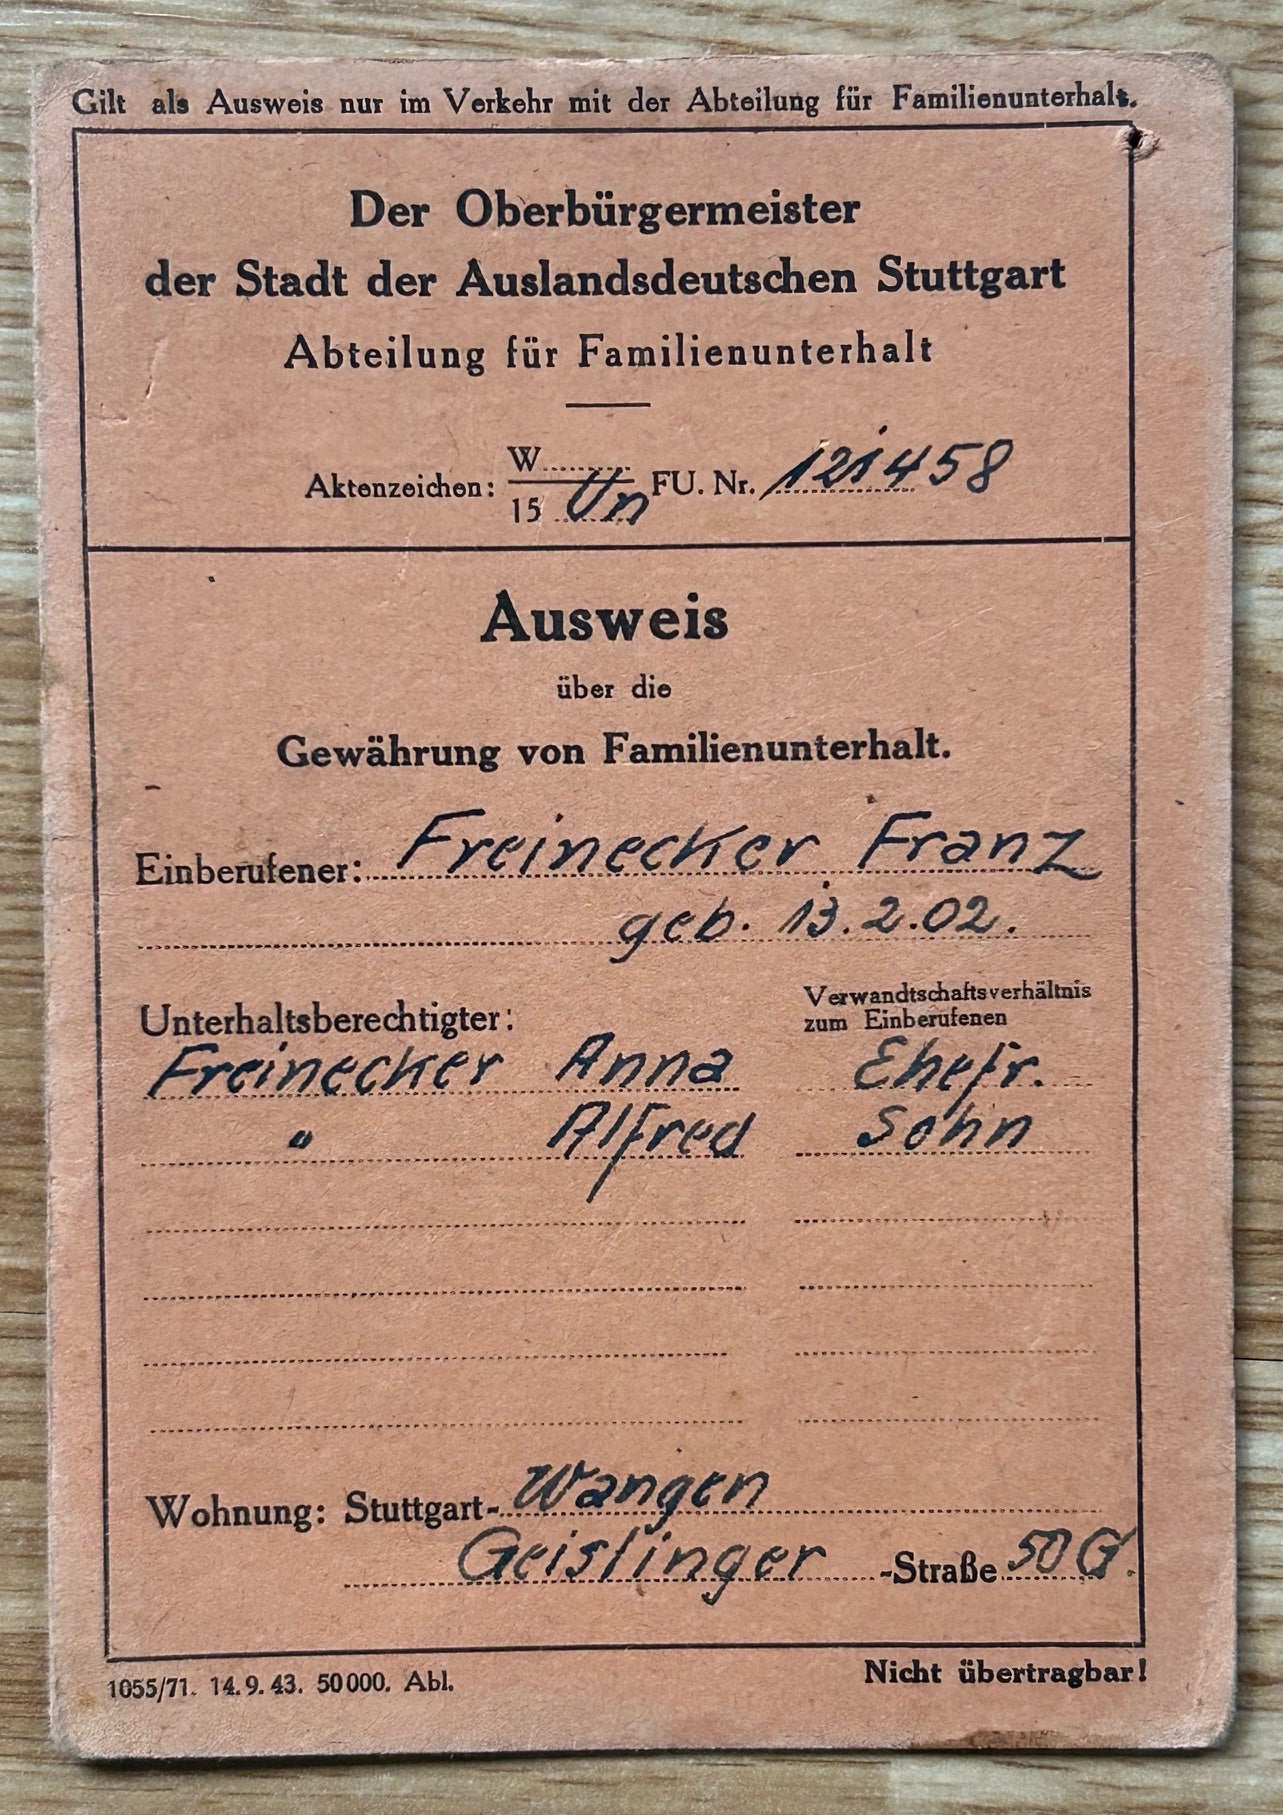 Gilt als Ausweis nur im Verkehr mit der Abteilung für Familienunterhalt.
Der Oberbürgermeister
der Stadt der Auslandsdeutschen Stuttgart
Abteilung für Familienunterhalt
Aktenzeichen: W........ / 15 Un FU. Nr. 121458
Ausweis
über die
Gewährung von Familienunterhalt.
Einberufener: Freinecker Franz
geb. 13.2.02.
Unterhaltsberechtigter: Verwandtschaftsverhältnis
zum Einberufenen
Freinecker Anna Ehefr.
" Alfred Sohn
Wohnung: Stuttgart-Wangen
Geislinger -Straße 50 G.
1055/71. 14. 9. 43. 50 000. Abl. Nicht übertragbar!